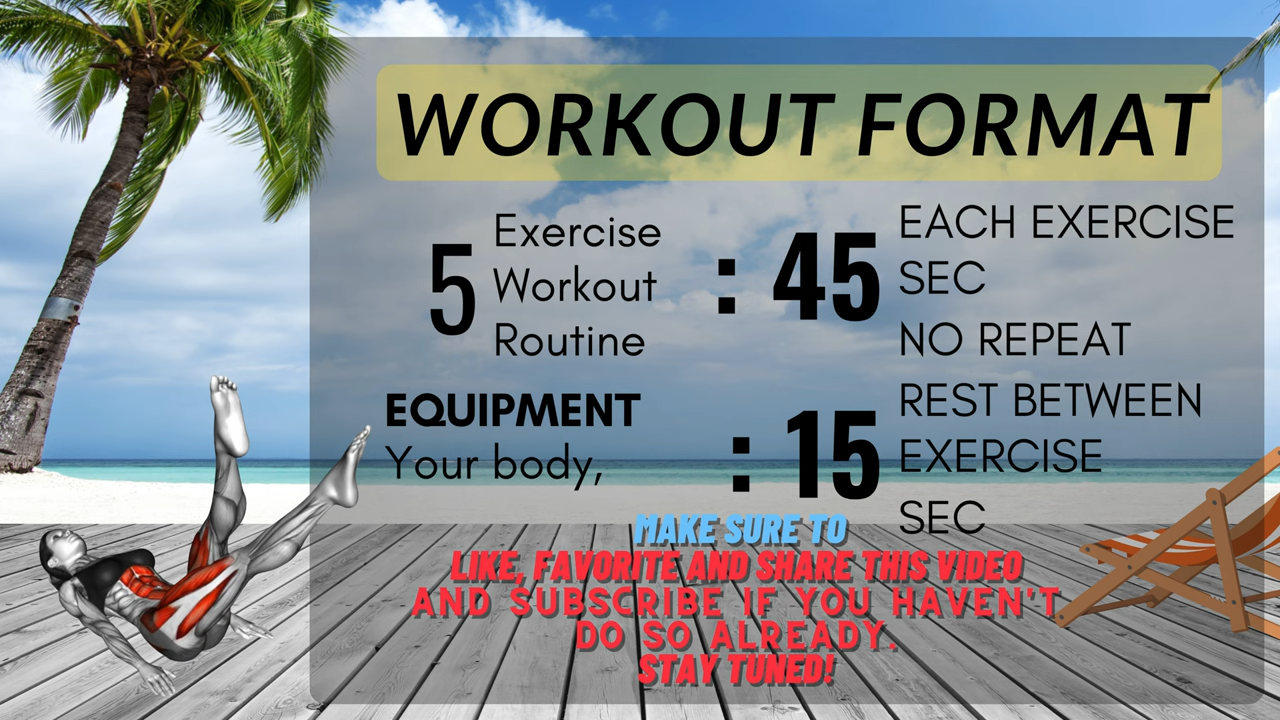 WORKOUT FORMAT
5
Exercise
Workout
Routine
: 45
EACH EXERCISE
SEC
NO REPEAT
EQUIPMENT
Your body,
: 15
REST BETWEEN
EXERCISE
SEC
MAKE SURE TO
LIKE, FAVORITE AND SHARE THIS VIDEO
AND SUBSCRIBE IF YOU HAVEN'T
DO SO ALREADY.
STAY TUNED!